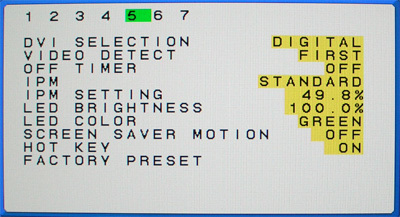 1 2 3 4 5 6 7
DVI SELECTION DIGITAL
VIDEO DETECT FIRST
OFF TIMER OFF
IPM STANDARD
IPM SETTING 49.8%
LED BRIGHTNESS 100.0%
LED COLOR GREEN
SCREEN SAVER MOTION OFF
HOT KEY ON
FACTORY PRESET